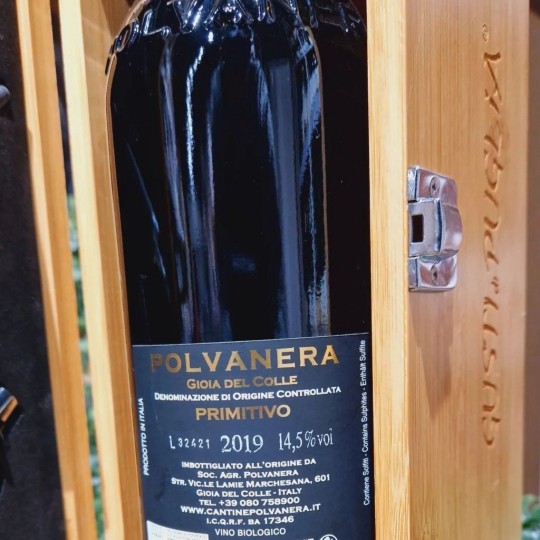 POLVANERA
GIOIA DEL COLLE
DENOMINAZIONE DI ORIGINE CONTROLLATA
PRIMITIVO
L32421 2019 14,5%vol
IMBOTTIGLIATO ALL'ORIGINE DA
SOC. AGR. POLVANERA
STR. VIC.LE LAMIE MARCHESANA, 601
GIOIA DEL COLLE - ITALY
TEL. +39 080 758900
WWW.CANTINEPOLVANERA.IT
I.C.Q.R.F. BA 17346
VINO BIOLOGICO
PRODOTTO IN ITALIA
Contiene Solfiti - Contains Sulphites - Enthält Sulfite